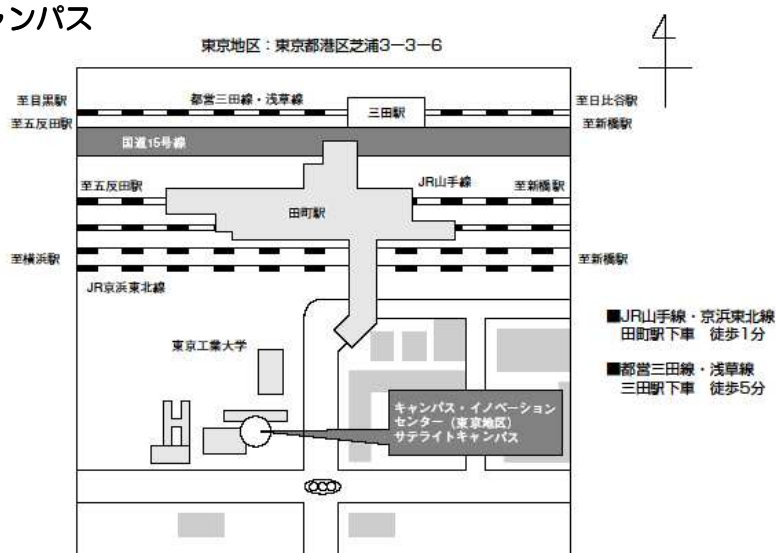 ャンパス
東京地区：東京都港区芝浦3−3−6
4
至目黒駅
都営三田線・浅草線
三田駅
至日比谷駅
至五反田駅
至新橋駅
国道15号線
至五反田駅
JR山手線
至新橋駅
田町駅
至横浜駅
至新橋駅
JR京浜東北線
■JR山手線・京浜東北線
田町駅下車　徒歩1分
東京工業大学
■都営三田線・浅草線
三田駅下車　徒歩5分
キャンパス・イノベーション
センター（東京地区）
サテライトキャンパス